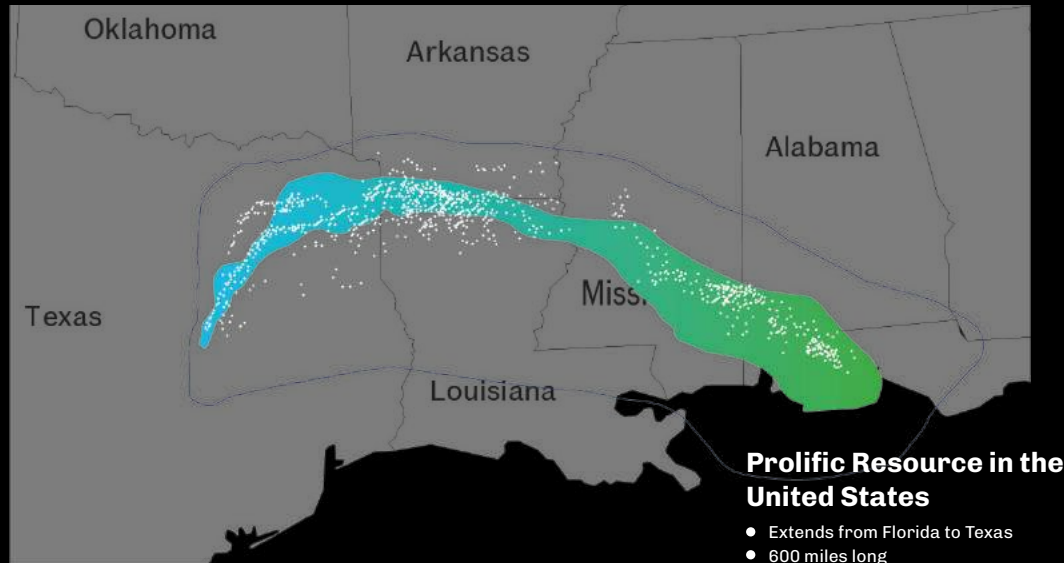 Oklahoma
Arkansas
Alabama
Texas
Louisiana
Prolific Resource in the
United States
• Extends from Florida to Texas
• 600 miles long